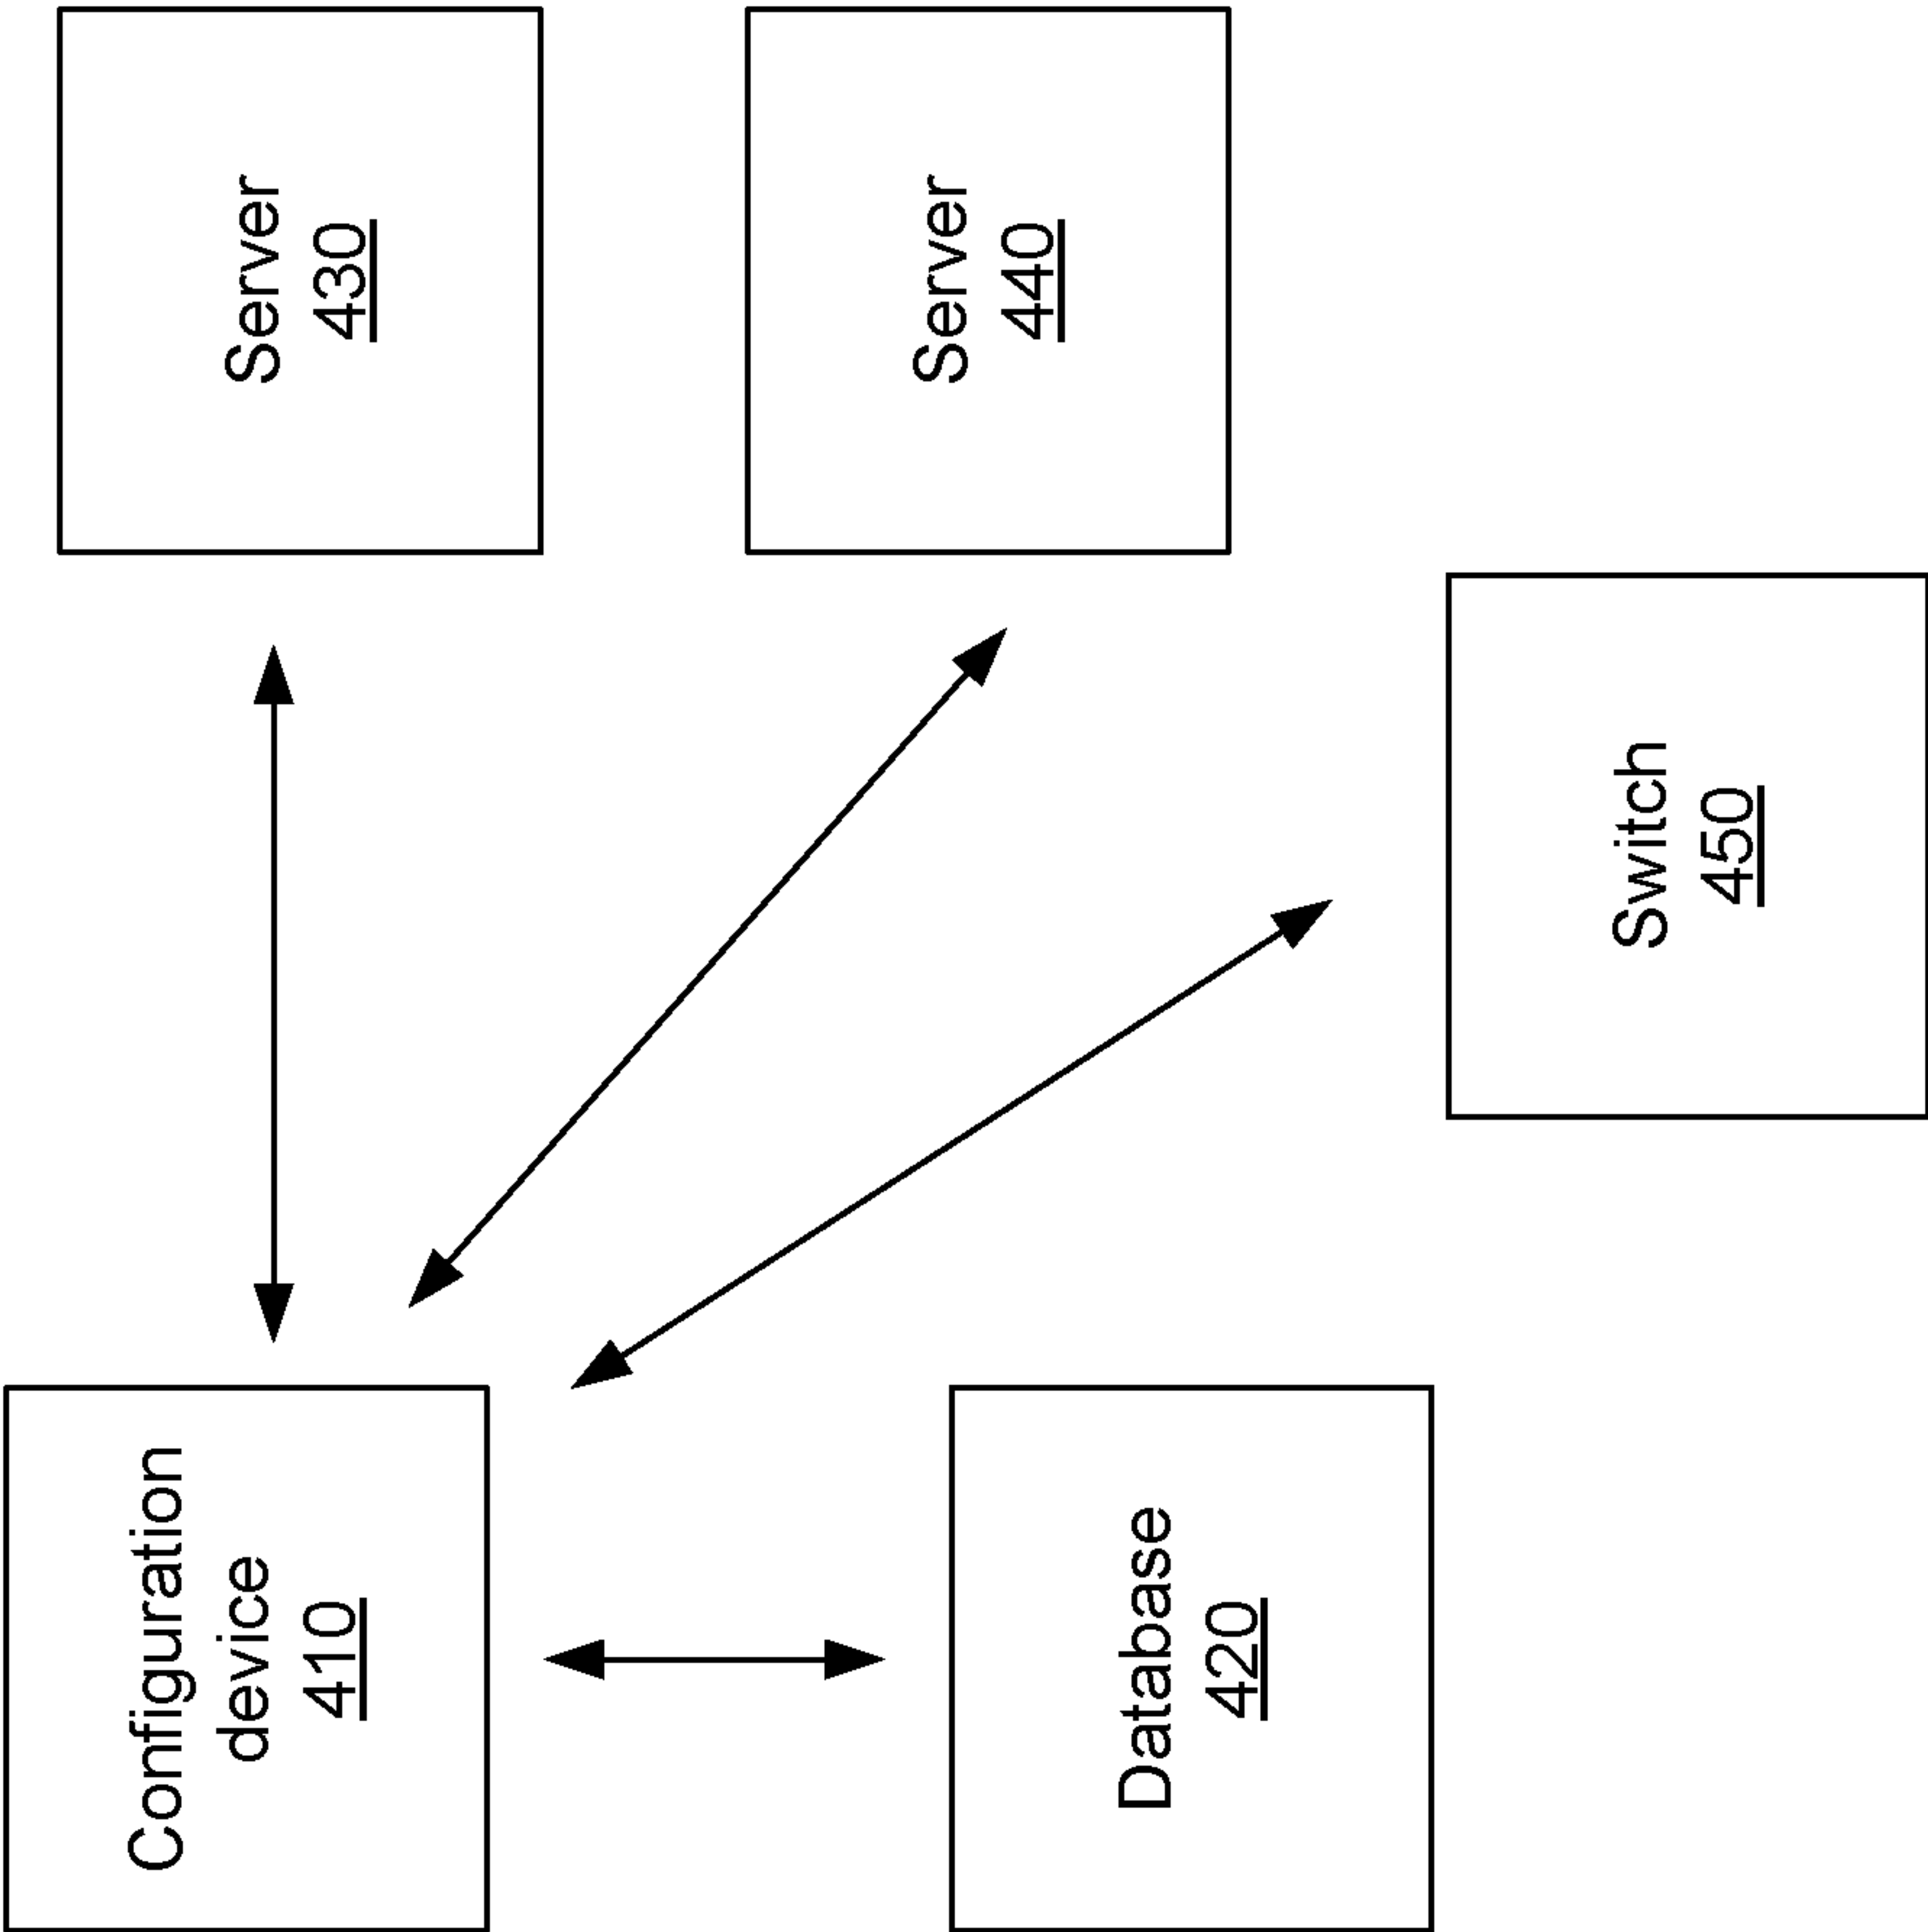 Configuration
device
410
Server
430
Server
440
Database
420
Switch
450